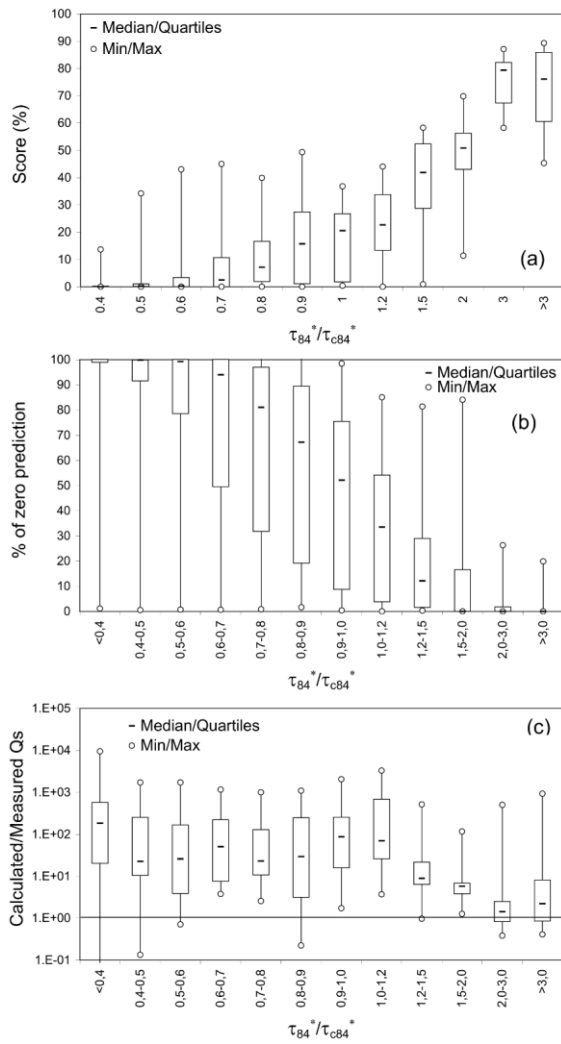 100
90
80
70
60
50
40
30
20
10
0
Score (%)
Median/Quartiles
Min/Max
(a)
0.4 0.5 0.6 0.7 0.8 0.9 1 1.2 1.5 2 3 >3
τ84*/τc84*
100
90
80
70
60
50
40
30
20
10
0
% of zero prediction
Median/Quartiles
Min/Max
(b)
<0,4 0,4-0,5 0,5-0,6 0,6-0,7 0,7-0,8 0,8-0,9 0,9-1,0 1,0-1,2 1,2-1,5 1,5-2,0 2,0-3,0 >3,0
τ84*/τc84*
1.E+05
1.E+04
1.E+03
1.E+02
1.E+01
1.E+00
1.E-01
Calculated/Measured Qs
Median/Quartiles
Min/Max
(c)
<0,4 0,4-0,5 0,5-0,6 0,6-0,7 0,7-0,8 0,8-0,9 0,9-1,0 1,0-1,2 1,2-1,5 1,5-2,0 2,0-3,0 >3,0
τ84*/τc84*